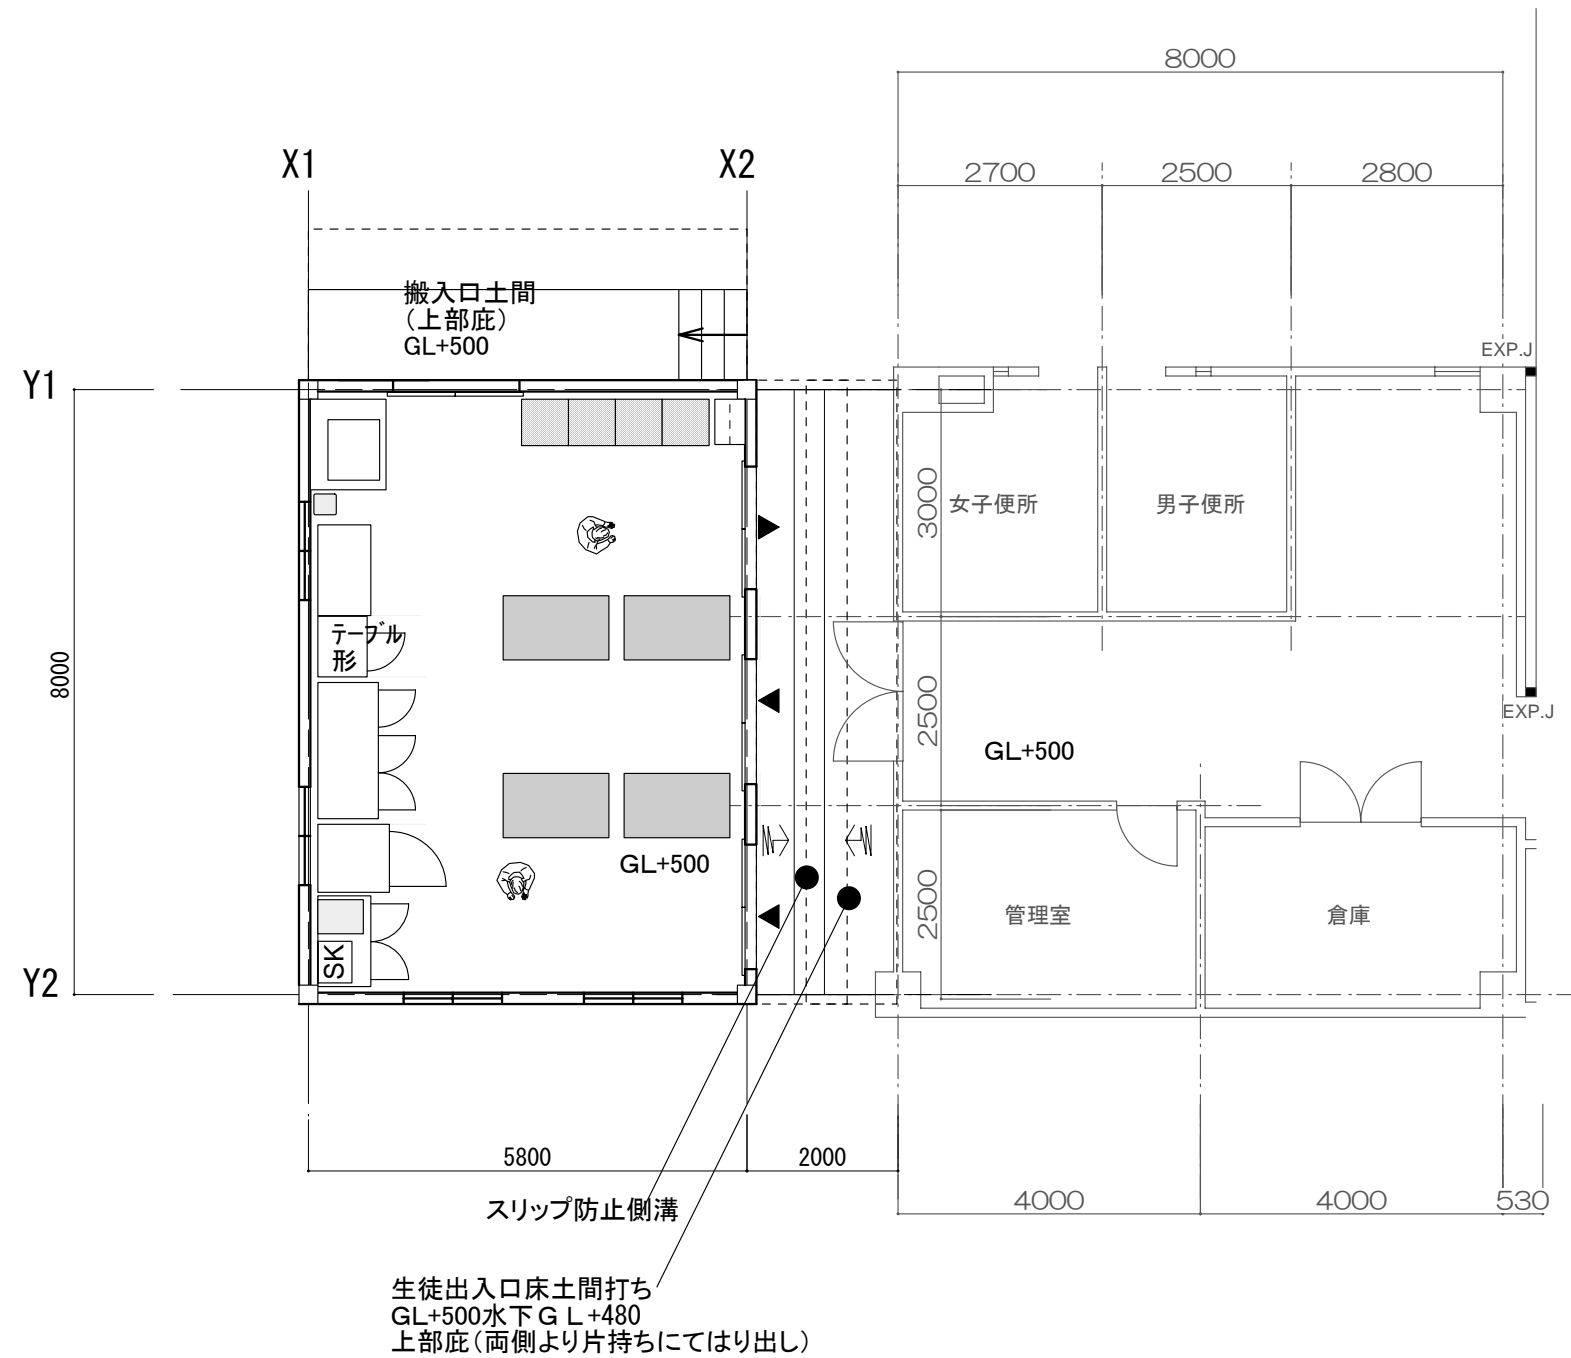 8000
X1
X2
2700
2500
2800
搬入口土間
(上部庇)
GL+500
EXP.J
Y1
3000
女子便所
男子便所
テーブル
形
8000
2500
EXP.J
GL+500
GL+500
2500
管理室
倉庫
SK
Y2
5800
2000
4000
4000
530
スリップ防止側溝
生徒出入口床土間打ち
GL+500水下ＧＬ+480
上部庇(両側より片持ちにてはり出し)